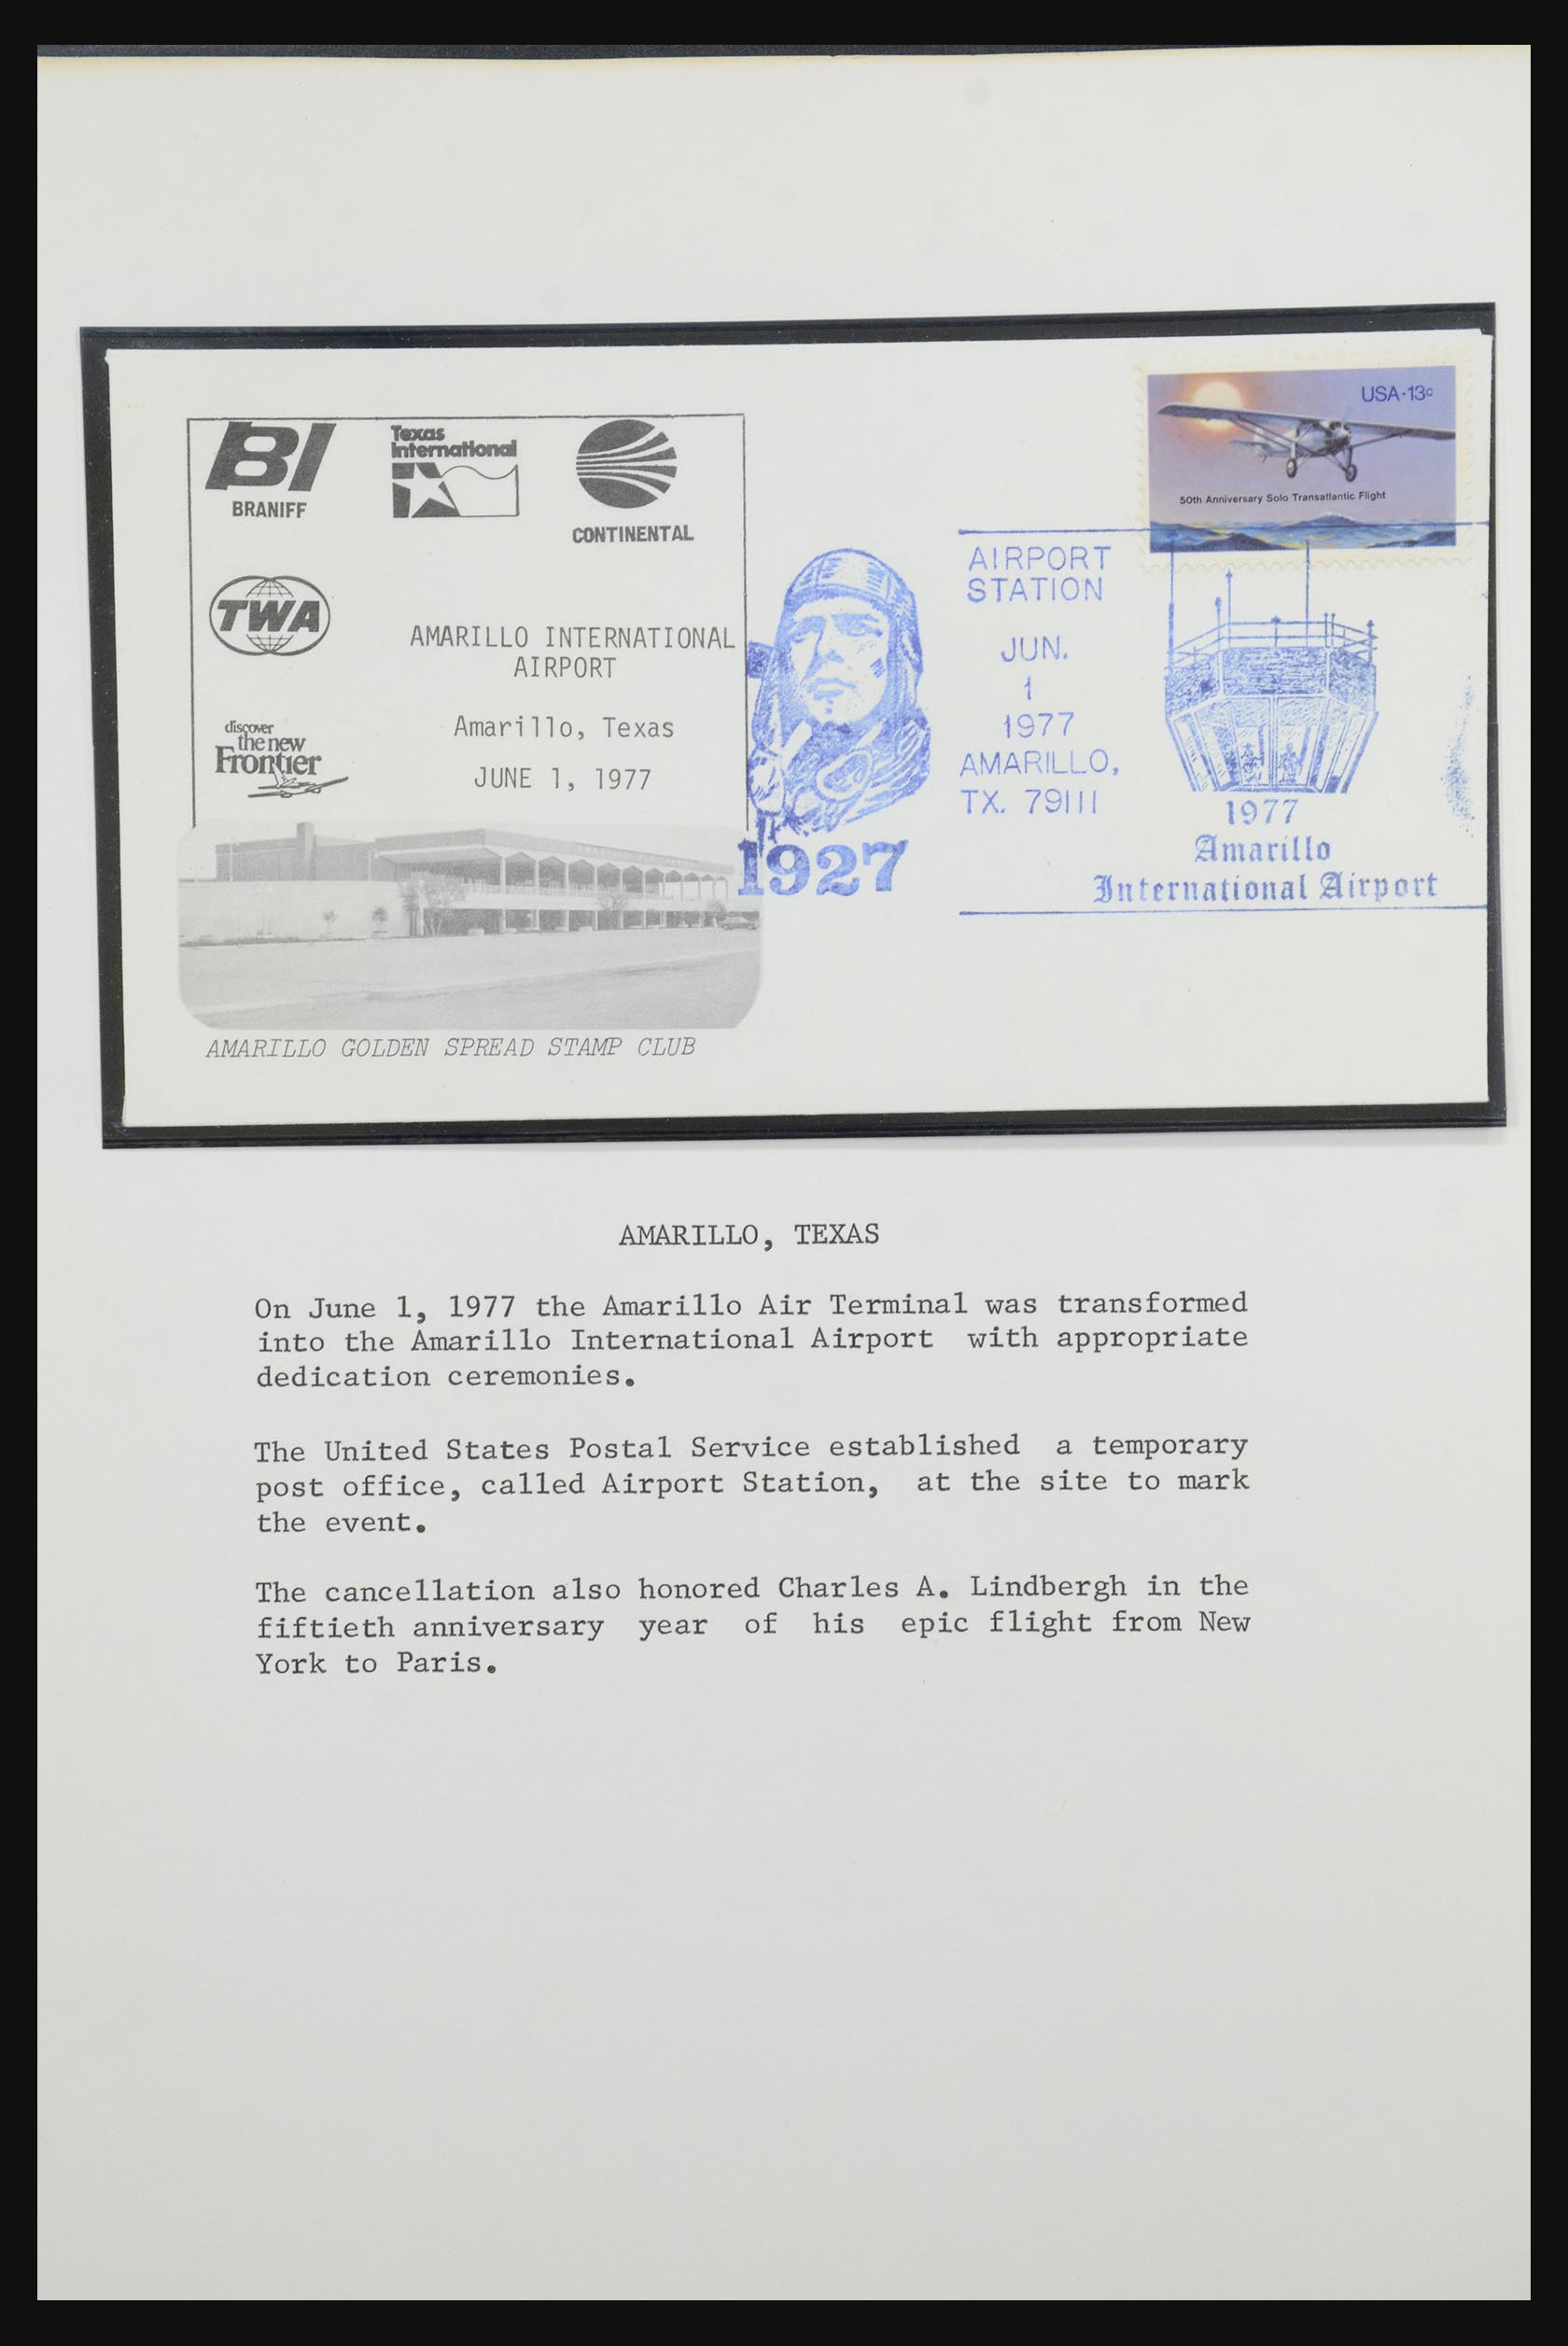 BI
BRANIFF
Texas
International
CONTINENTAL
TWA
discover
the new
Frontier
AMARILLO INTERNATIONAL
AIRPORT
Amarillo, Texas
JUNE 1, 1977
AMARILLO GOLDEN SPREAD STAMP CLUB
1927
USA·13c
50th Anniversary Solo Transatlantic Flight
AIRPORT
STATION
JUN.
1
1977
AMARILLO,
TX. 79111
1977
Amarillo
International Airport
AMARILLO, TEXAS
On June 1, 1977 the Amarillo Air Terminal was transformed
into the Amarillo International Airport with appropriate
dedication ceremonies.
The United States Postal Service established a temporary
post office, called Airport Station, at the site to mark
the event.
The cancellation also honored Charles A. Lindbergh in the
fiftieth anniversary year of his epic flight from New
York to Paris.